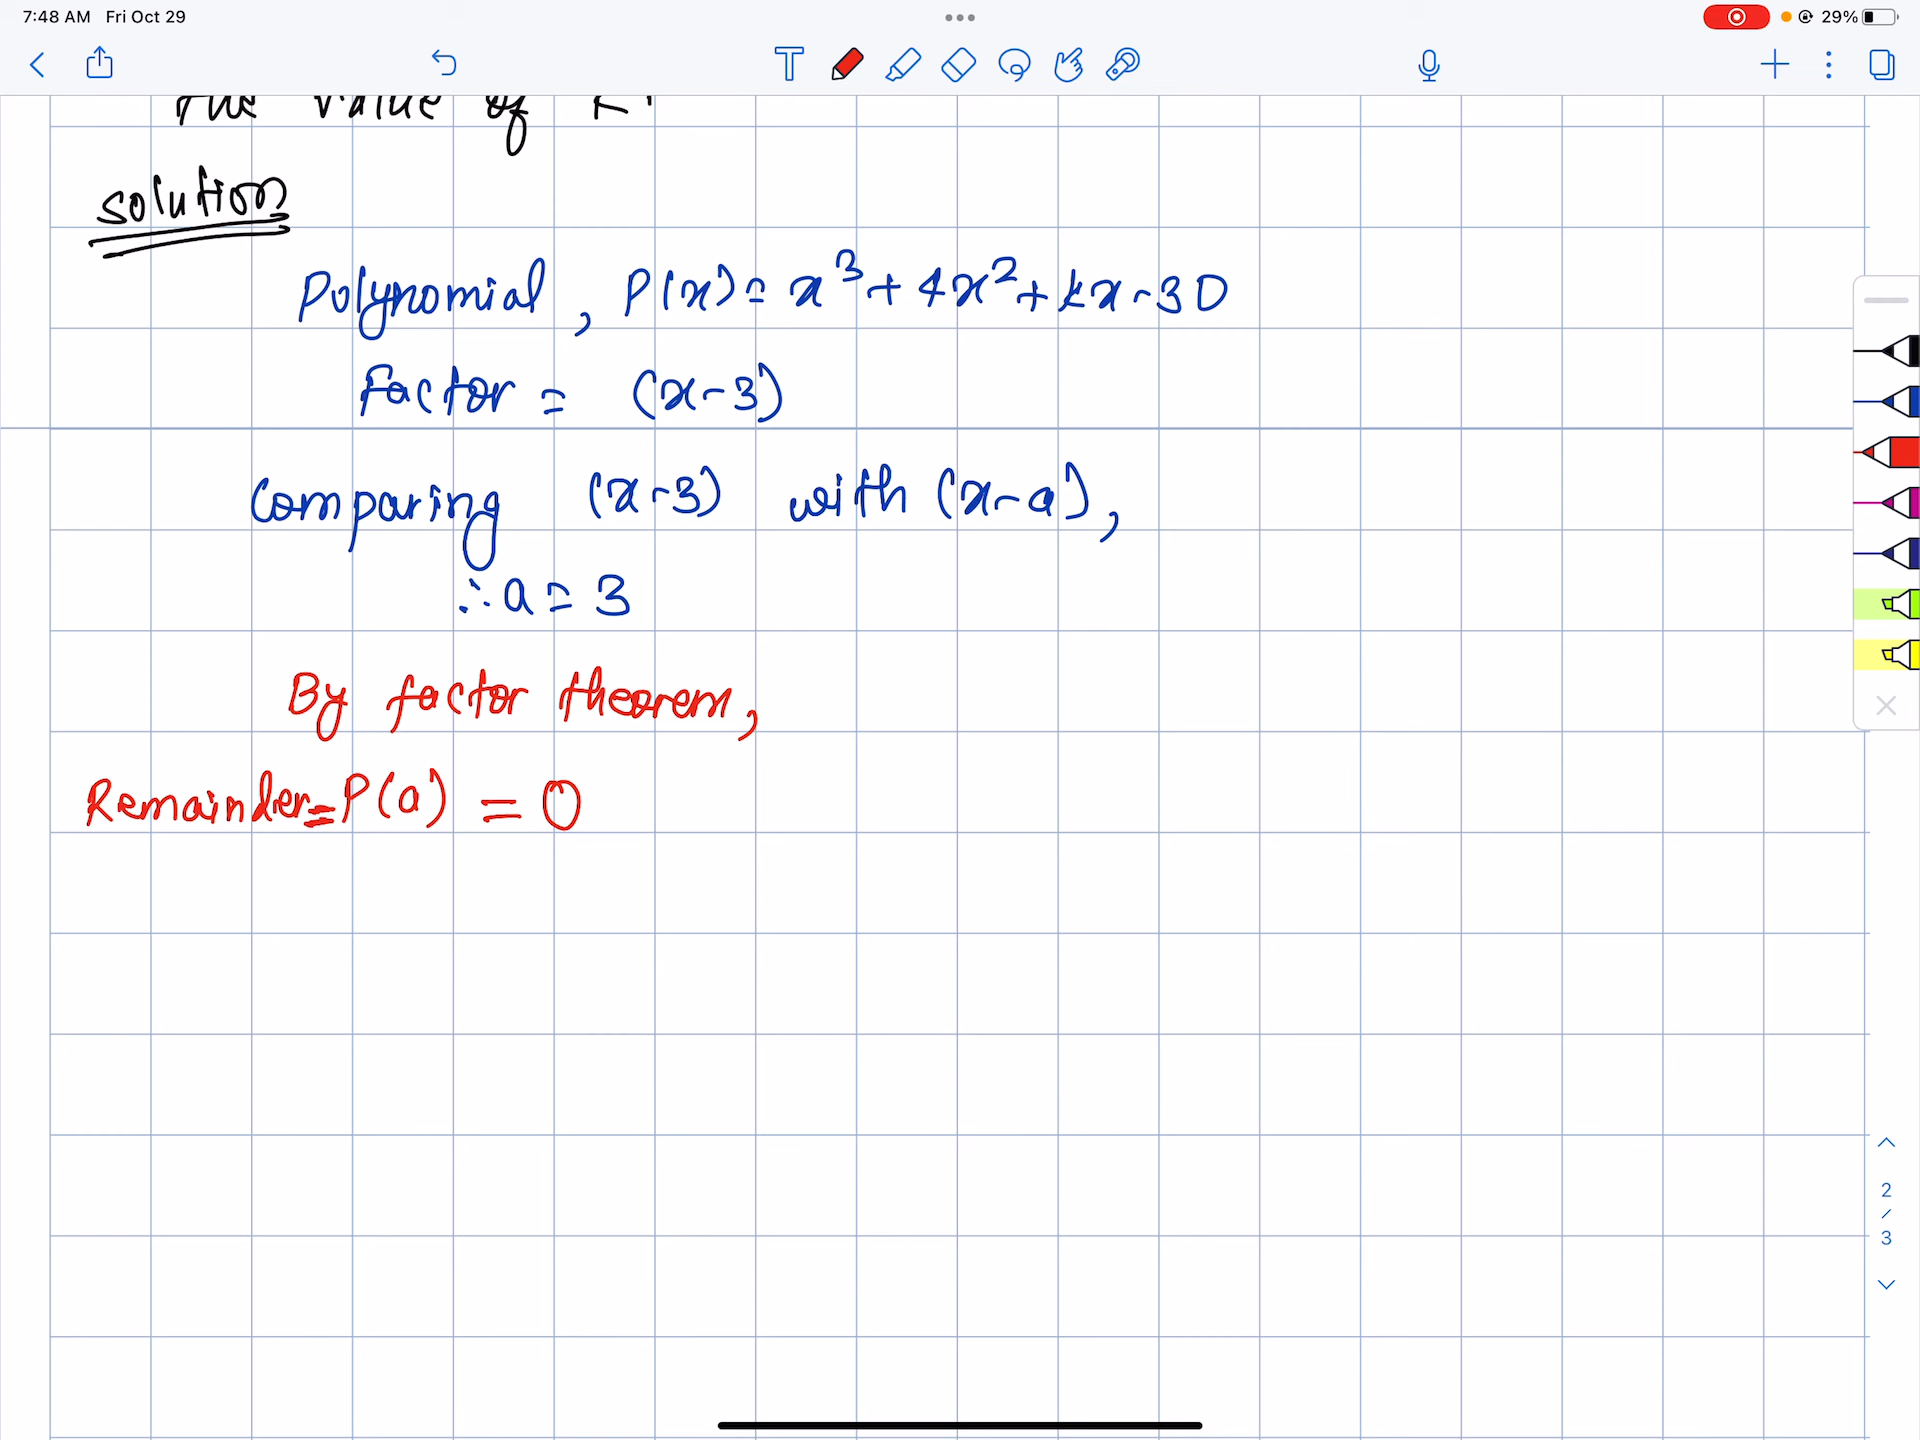 7:48 AM Fri Oct 29
29%
the value of k.
solution
Polynomial, P(x) = x³ + 4x² + kx - 30
Factor = (x-3)
Comparing (x-3) with (x-a),
∴ a = 3
By factor theorem,
Remainder = P(a) = 0
2
/
3